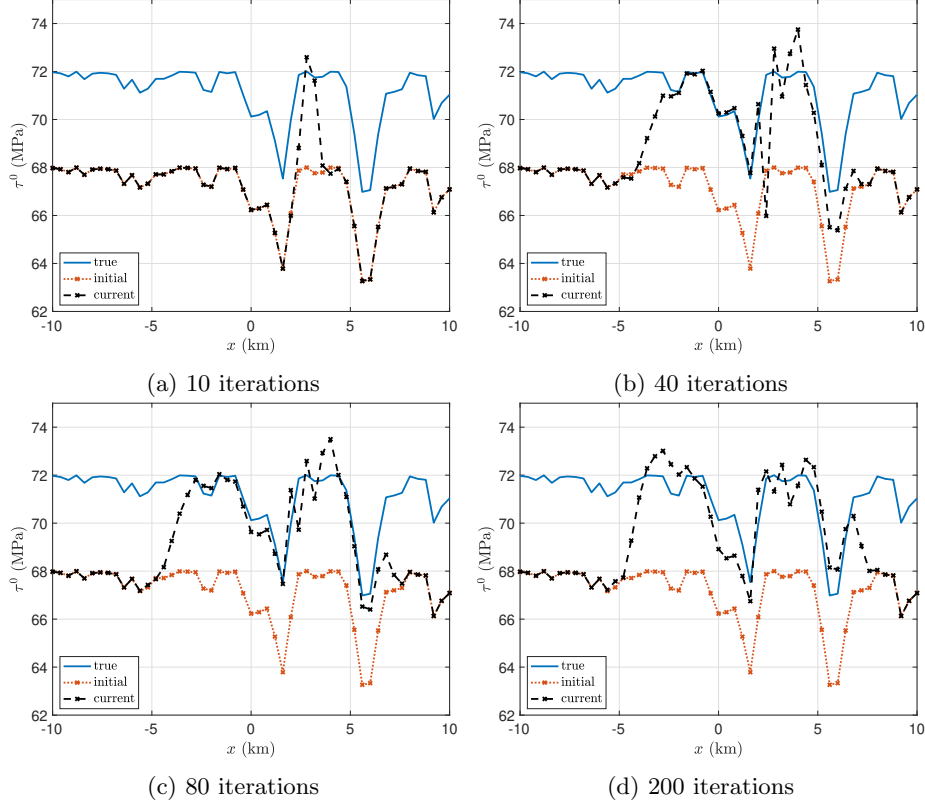 74
72
70
68
66
64
62
τ⁰ (MPa)
true
initial
current
-10 -5 0 5 10
x (km)
(a) 10 iterations
74
72
70
68
66
64
62
τ⁰ (MPa)
true
initial
current
-10 -5 0 5 10
x (km)
(b) 40 iterations
74
72
70
68
66
64
62
τ⁰ (MPa)
true
initial
current
-10 -5 0 5 10
x (km)
(c) 80 iterations
74
72
70
68
66
64
62
τ⁰ (MPa)
true
initial
current
-10 -5 0 5 10
x (km)
(d) 200 iterations